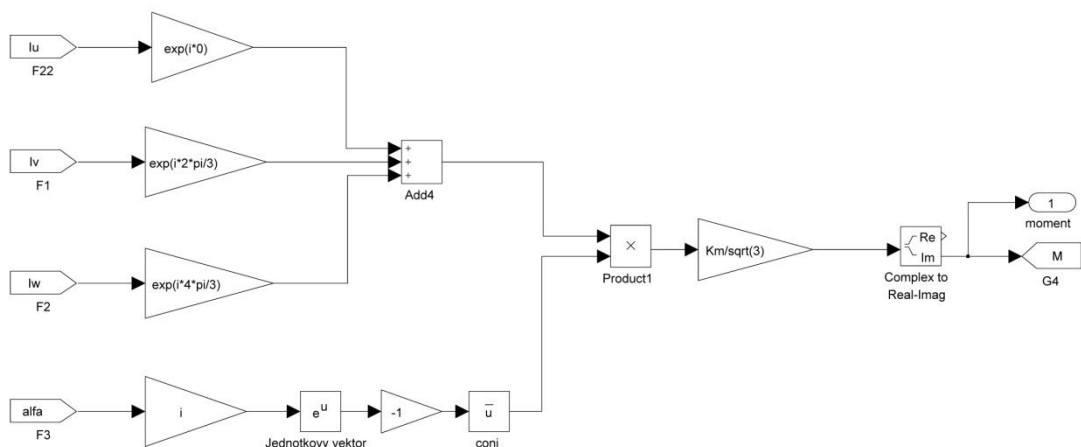 Iu
F22
exp(i*0)
Iv
F1
exp(i*2*pi/3)
Iw
F2
exp(i*4*pi/3)
alfa
F3
i
e^u
Jednotkovy vektor
-1
u̅
conj
+
+
+
Add4
×
Product1
Km/sqrt(3)
Re
Im
Complex to
Real-Imag
1
moment
M
G4